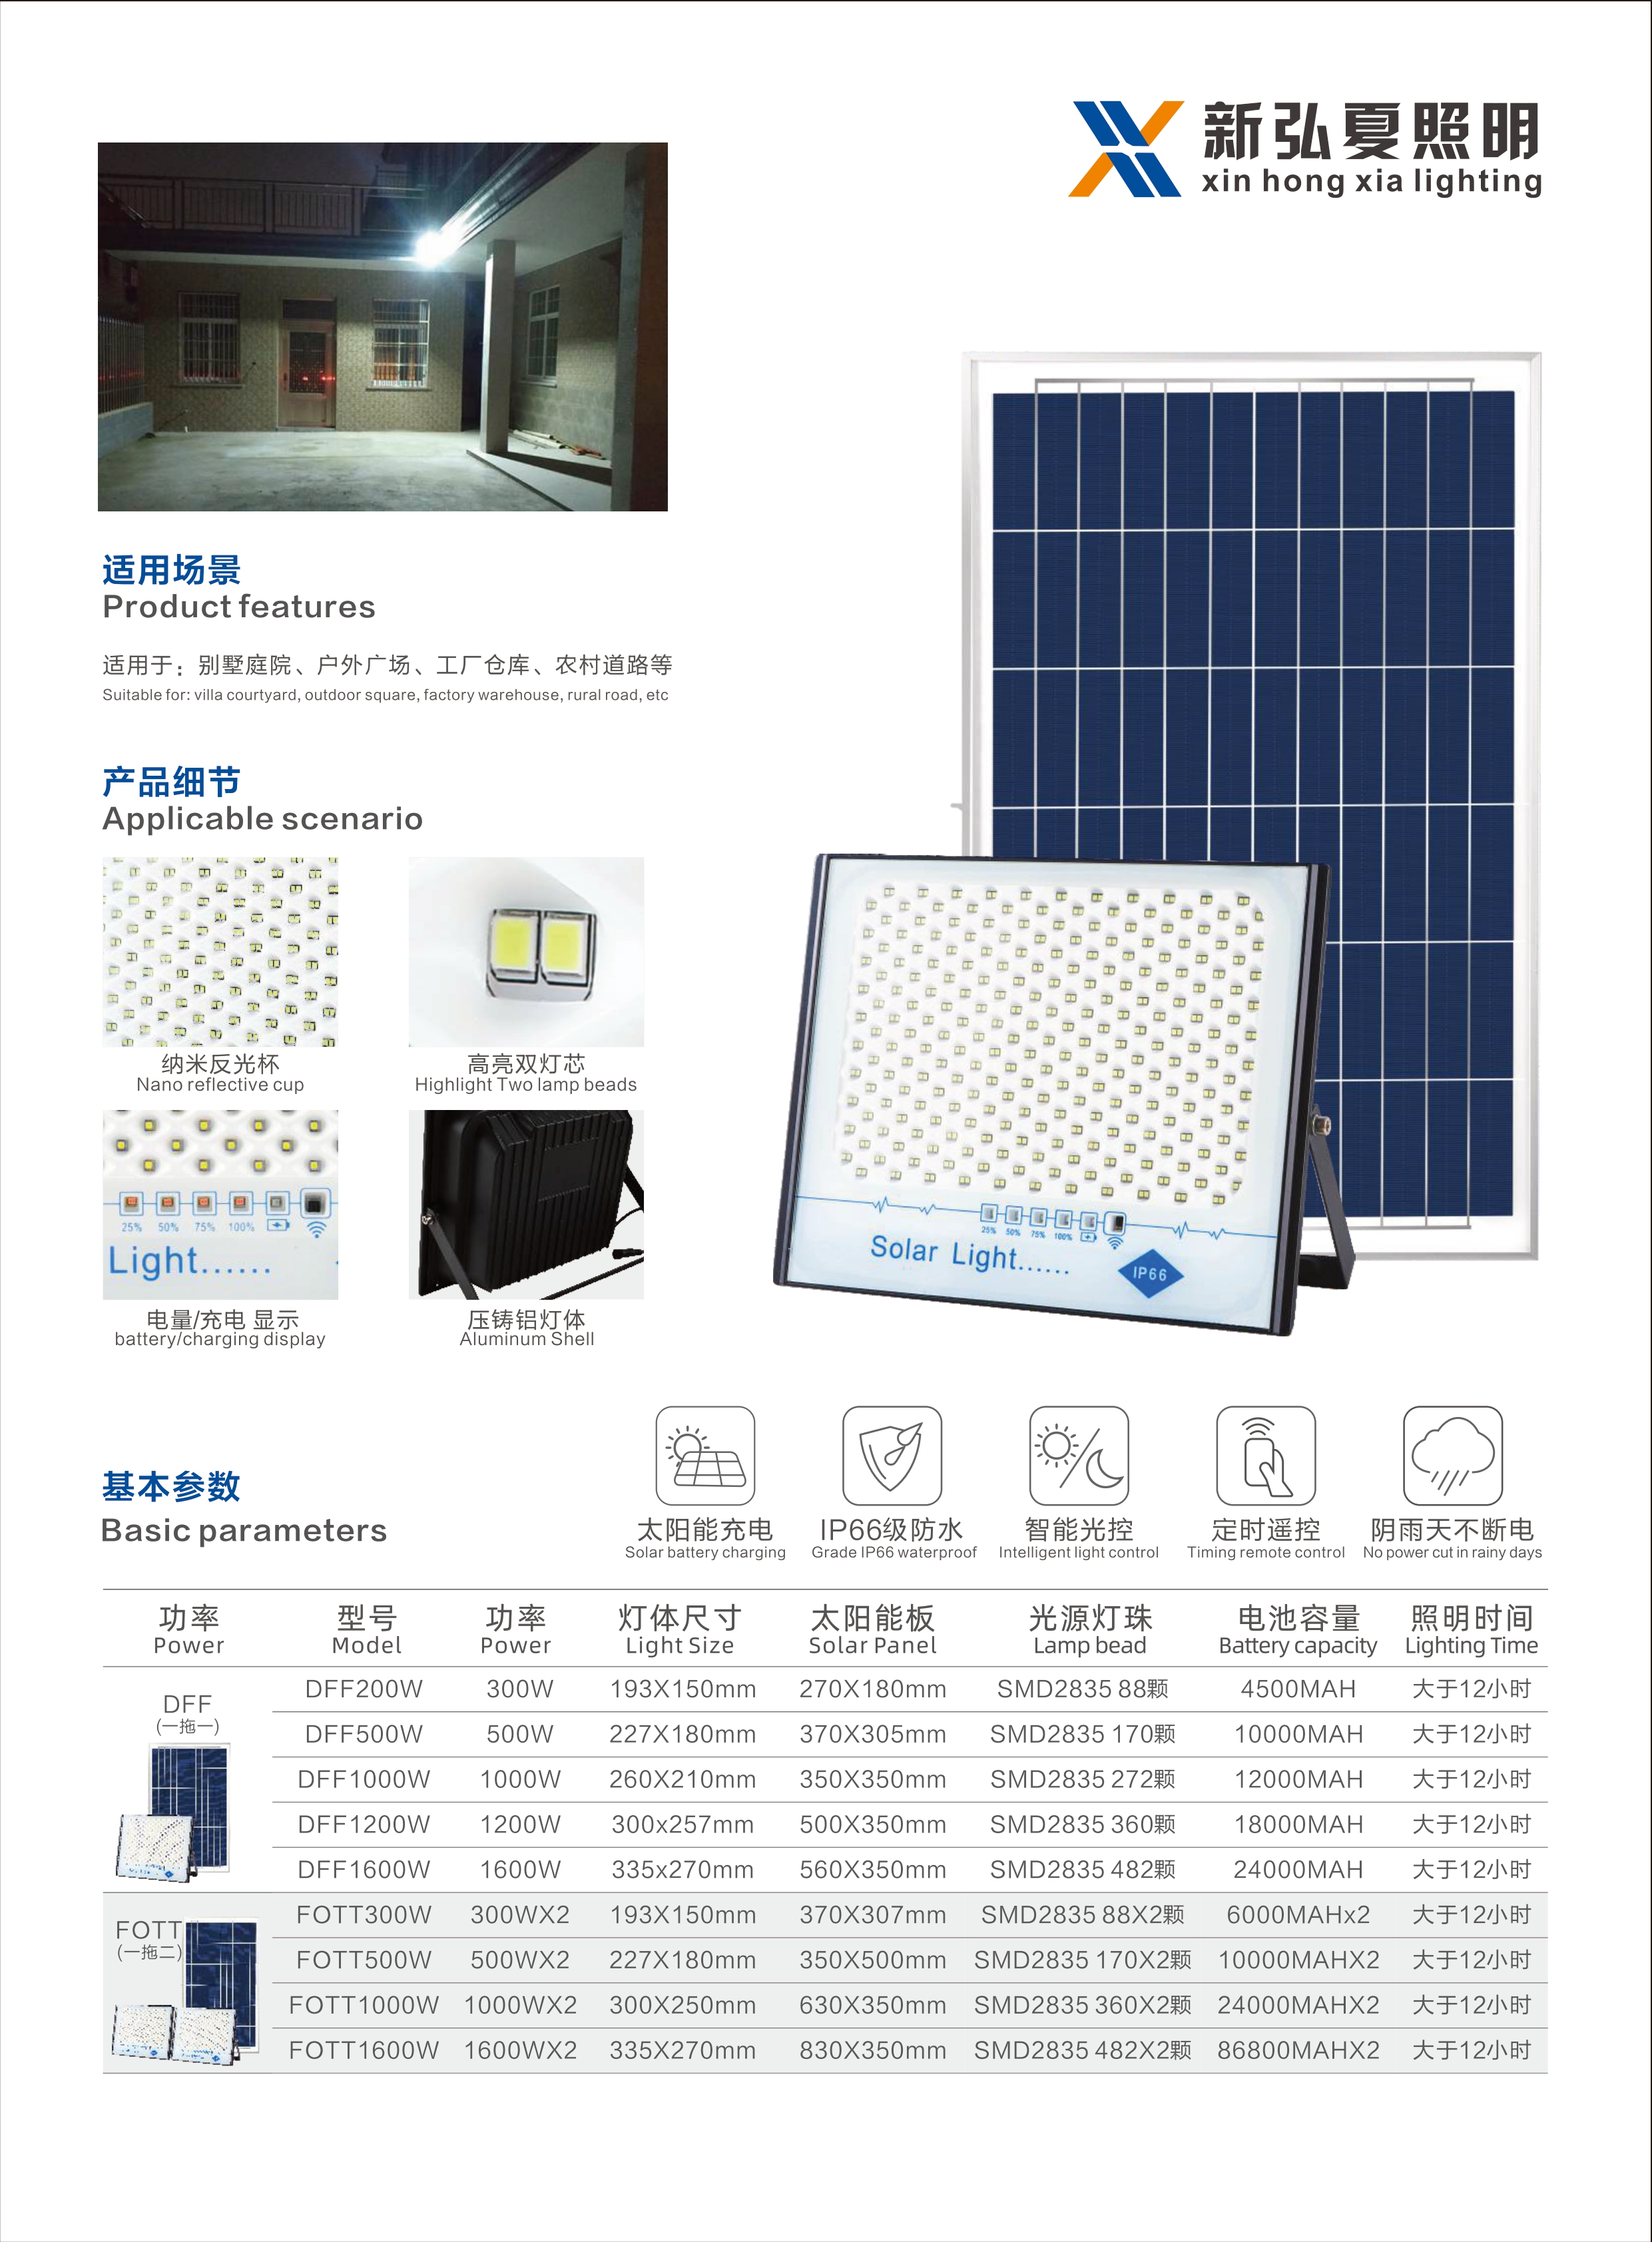 新弘夏照明
xin hong xia lighting
适用场景
Product features
适用于：别墅庭院、户外广场、工厂仓库、农村道路等
Suitable for: villa courtyard, outdoor square, factory warehouse, rural road, etc
产品细节
Applicable scenario
纳米反光杯
Nano reflective cup
高亮双灯芯
Highlight Two lamp beads
25% 50% 75% 100%
Light......
电量/充电 显示
battery/charging display
压铸铝灯体
Aluminum Shell
25% 50% 75% 100%
Solar Light......
IP66
太阳能充电
Solar battery charging
IP66级防水
Grade IP66 waterproof
智能光控
Intelligent light control
定时遥控
Timing remote control
阴雨天不断电
No power cut in rainy days
基本参数
Basic parameters
功率 型号 功率 灯体尺寸 太阳能板 光源灯珠 电池容量 照明时间
Power Model Power Light Size Solar Panel Lamp bead Battery capacity Lighting Time
DFF
(一拖一)
DFF200W 300W 193X150mm 270X180mm SMD2835 88颗 4500MAH 大于12小时
DFF500W 500W 227X180mm 370X305mm SMD2835 170颗 10000MAH 大于12小时
DFF1000W 1000W 260X210mm 350X350mm SMD2835 272颗 12000MAH 大于12小时
DFF1200W 1200W 300x257mm 500X350mm SMD2835 360颗 18000MAH 大于12小时
DFF1600W 1600W 335x270mm 560X350mm SMD2835 482颗 24000MAH 大于12小时
FOTT
(一拖二)
FOTT300W 300WX2 193X150mm 370X307mm SMD2835 88X2颗 6000MAHx2 大于12小时
FOTT500W 500WX2 227X180mm 350X500mm SMD2835 170X2颗 10000MAHX2 大于12小时
FOTT1000W 1000WX2 300X250mm 630X350mm SMD2835 360X2颗 24000MAHX2 大于12小时
FOTT1600W 1600WX2 335X270mm 830X350mm SMD2835 482X2颗 86800MAHX2 大于12小时